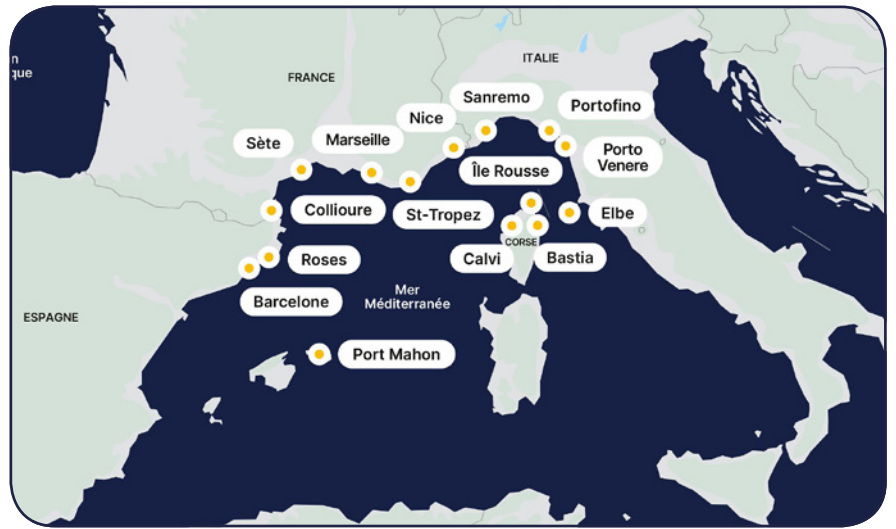 ITALIE
FRANCE
Sanremo
Portofino
Nice
Marseille
Sète
Porto
Venere
Île Rousse
Collioure
St-Tropez
Elbe
CORSE
Calvi
Bastia
Roses
Mer
Méditerranée
Barcelone
ESPAGNE
Port Mahon